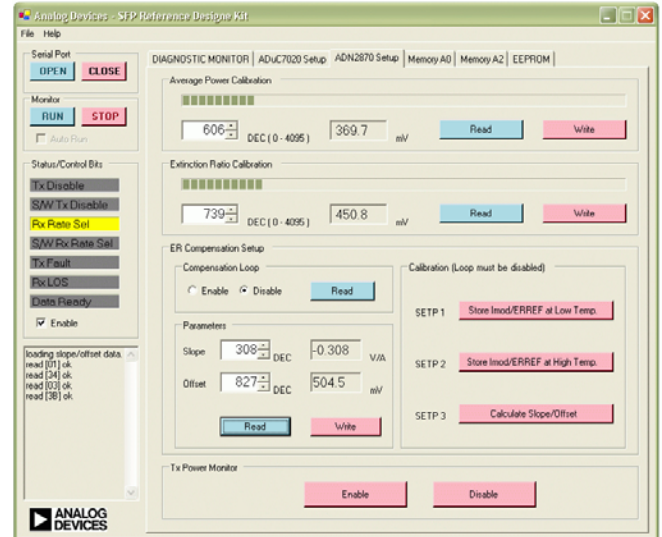 Analog Devices - SFP Reference Designe Kit
File Help
Serial Port
OPEN CLOSE
Monitor
RUN STOP
Auto Run
Status/Control Bits
Tx Disable
S/W Tx Disable
Rx Rate Sel
S/W Rx Rate Sel
Tx Fault
Rx LOS
Data Ready
Enable
loading slope/offset data.
read [01] ok.
read [34] ok.
read [03] ok.
read [3B] ok.
ANALOG
DEVICES
DIAGNOSTIC MONITOR ADuC7020 Setup ADN2870 Setup Memory A0 Memory A2 EEPROM
Average Power Calibration
606 DEC ( 0 - 4095 ) 369.7 mV Read Write
Extinction Ratio Calibration
739 DEC ( 0 - 4095 ) 450.8 mV Read Write
ER Compensation Setup
Compensation Loop
Enable Disable Read
Parameters
Slope 308 DEC -0.308 V/A
Offset 827 DEC 504.5 mV
Read Write
Calibration (Loop must be disabled)
SETP 1 Store Imod/ERREF at Low Temp.
SETP 2 Store Imod/ERREF at High Temp.
SETP 3 Calculate Slope/Offset
Tx Power Monitor
Enable Disable